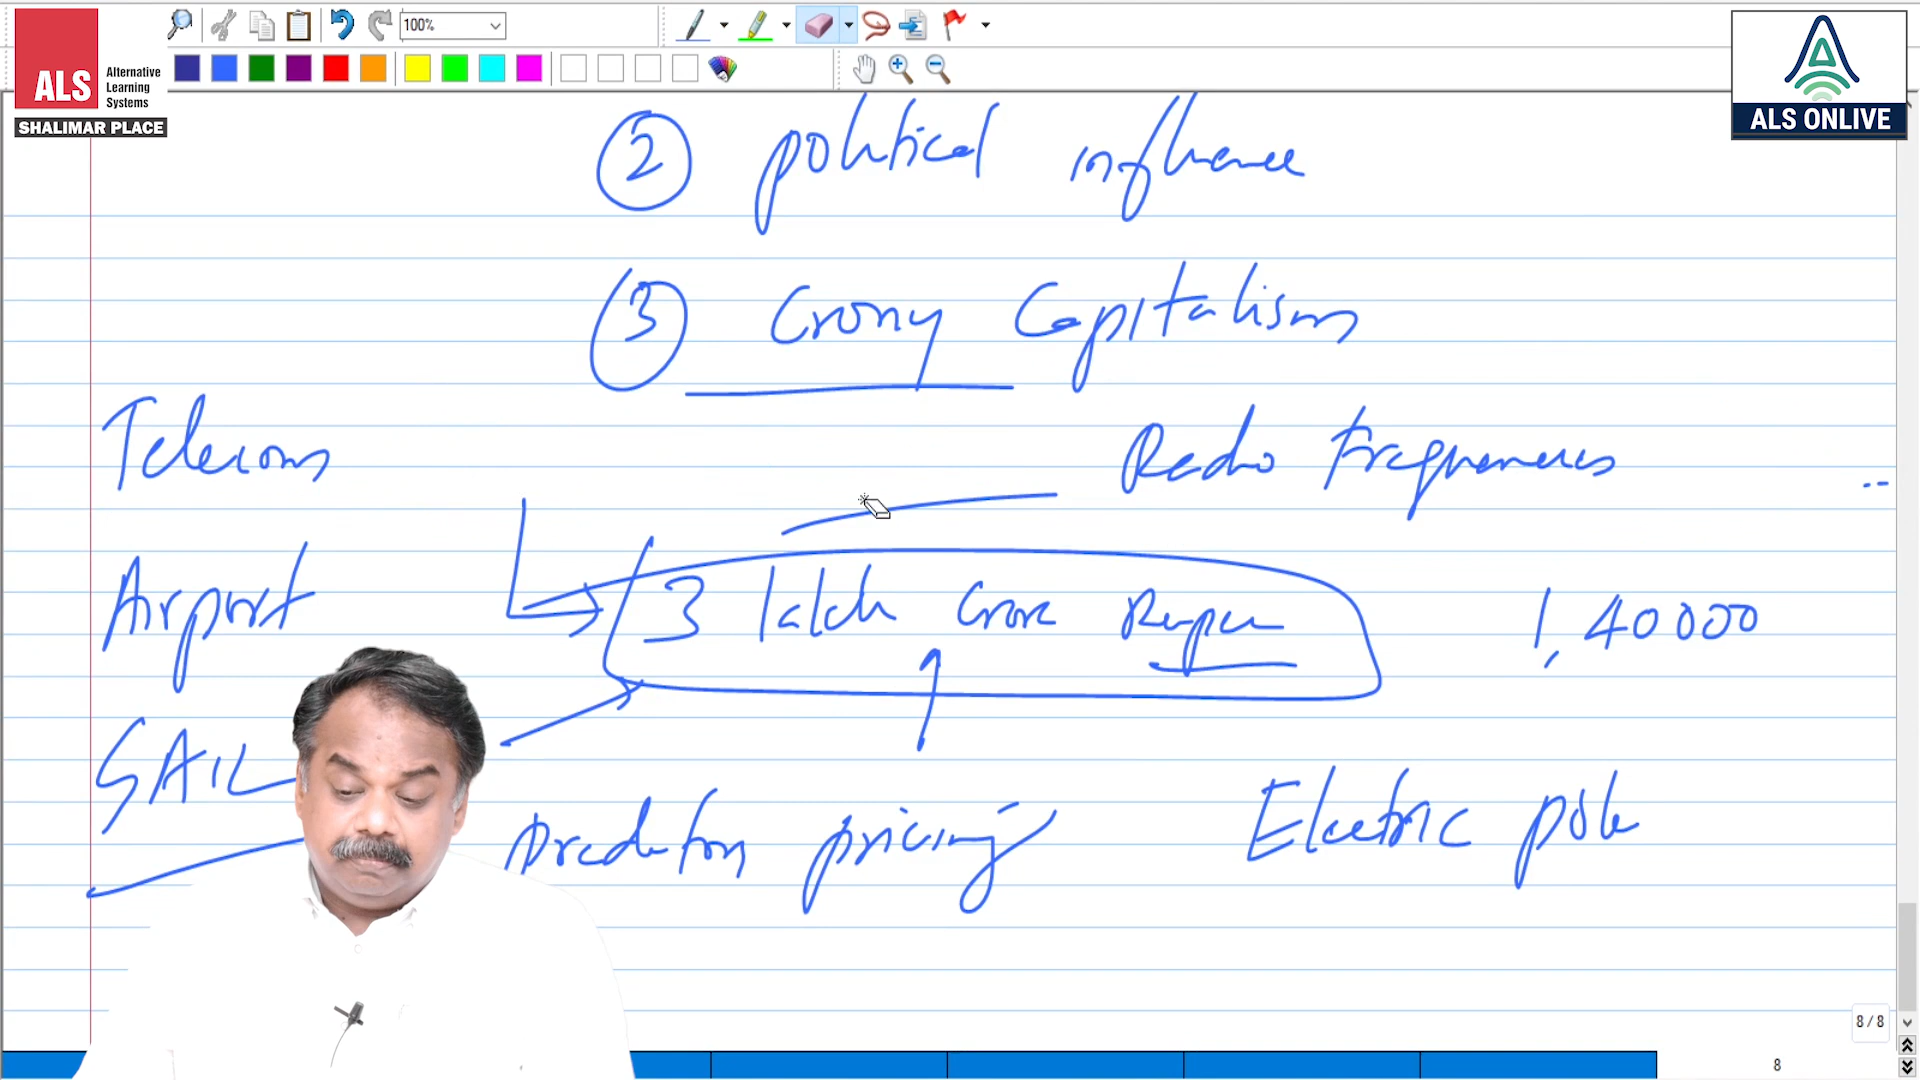 100%
ALS
Alternative
Learning
Systems
SHALIMAR PLACE
ALS ONLIVE
2 political influence
3 Crony Capitalism
Telecom
Radio Frequencies
Airport
3 lakh Crore Rupee
1,40000
SAIL
predatory pricing
Electric pole
8/8
8